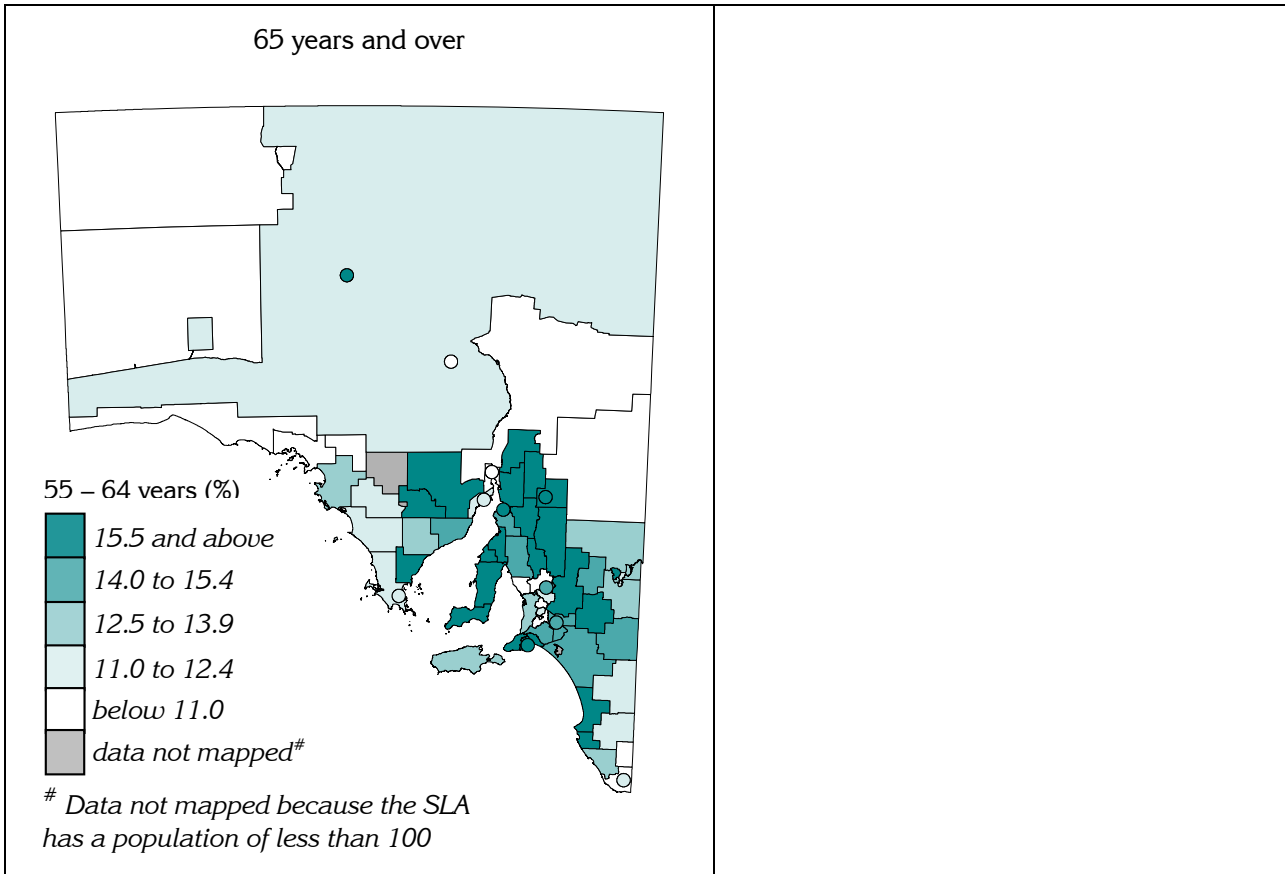 65 years and over
55 – 64 years (%)
15.5 and above
14.0 to 15.4
12.5 to 13.9
11.0 to 12.4
below 11.0
data not mapped#
# Data not mapped because the SLA
has a population of less than 100